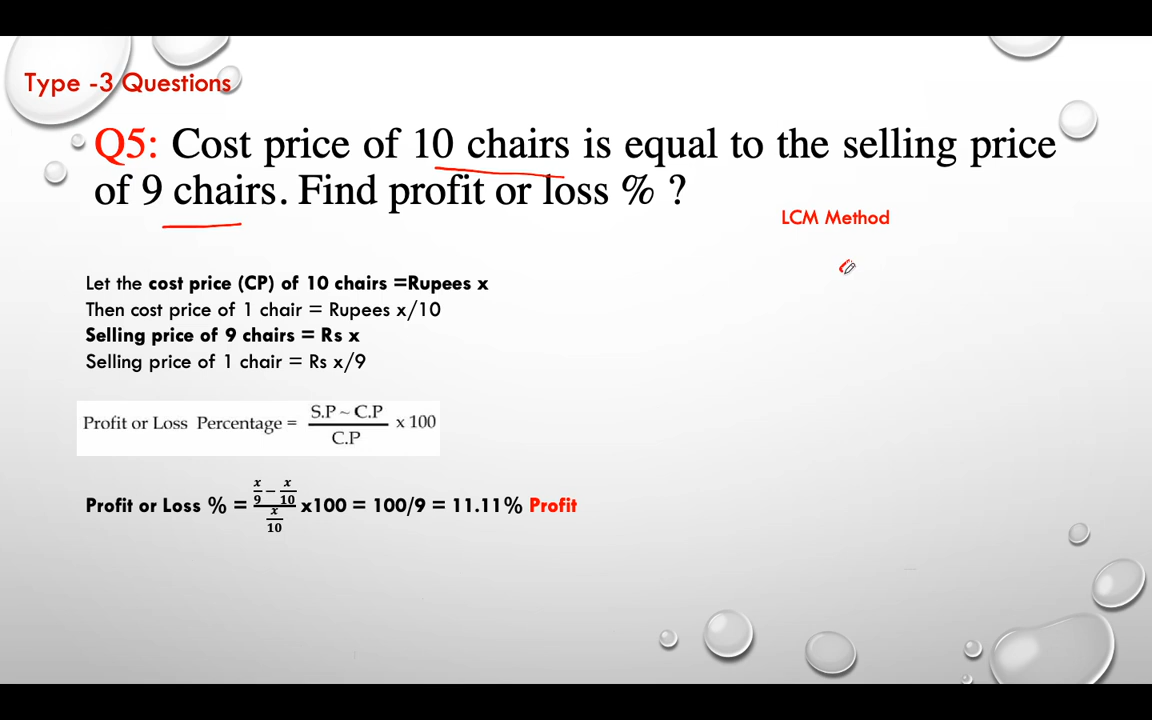 Type -3 Questions
Q5: Cost price of 10 chairs is equal to the selling price
of 9 chairs. Find profit or loss % ?
LCM Method
Let the cost price (CP) of 10 chairs =Rupees x
Then cost price of 1 chair = Rupees x/10
Selling price of 9 chairs = Rs x
Selling price of 1 chair = Rs x/9
Profit or Loss Percentage = S.P ~ C.P / C.P x 100
Profit or Loss % = (x/9 − x/10) / (x/10) x100 = 100/9 = 11.11% Profit